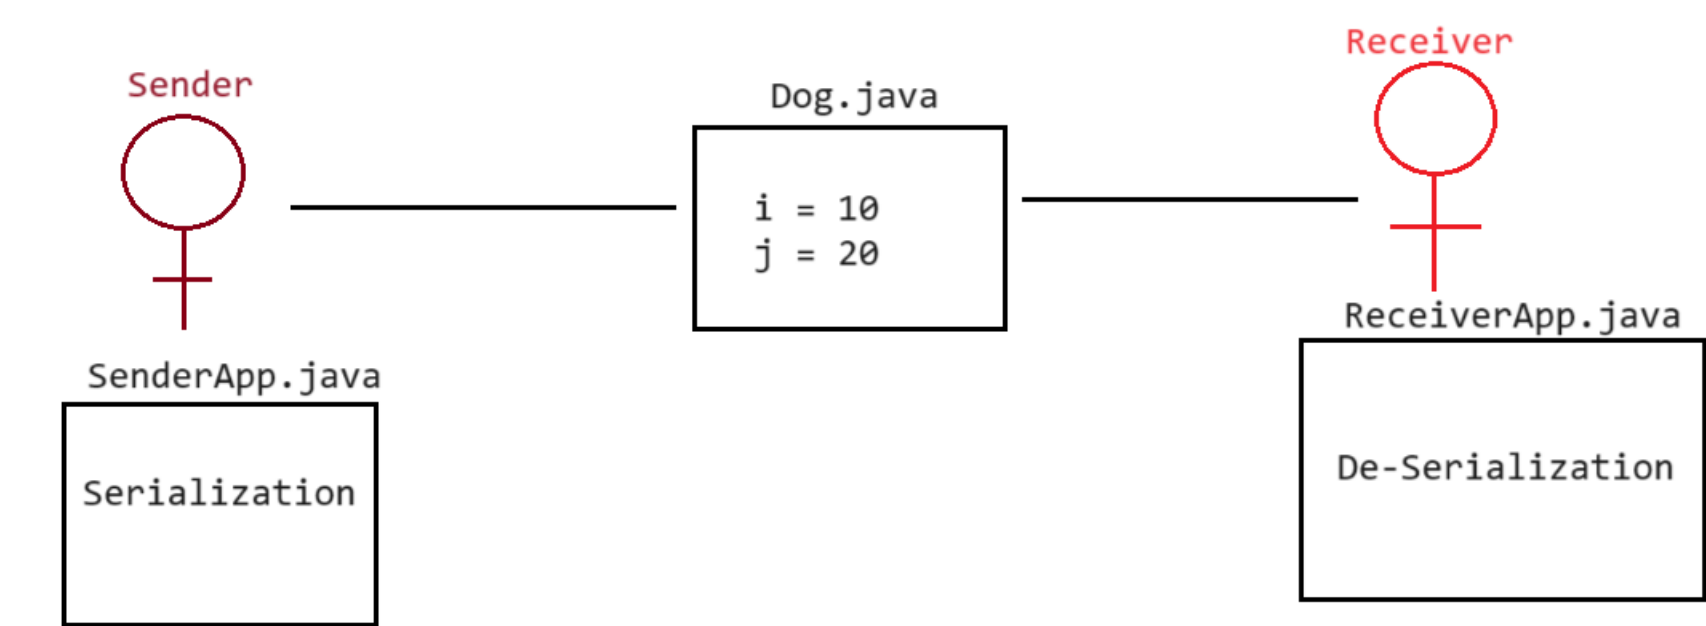 Sender
SenderApp.java
Serialization
Dog.java
i = 10
j = 20
Receiver
ReceiverApp.java
De-Serialization